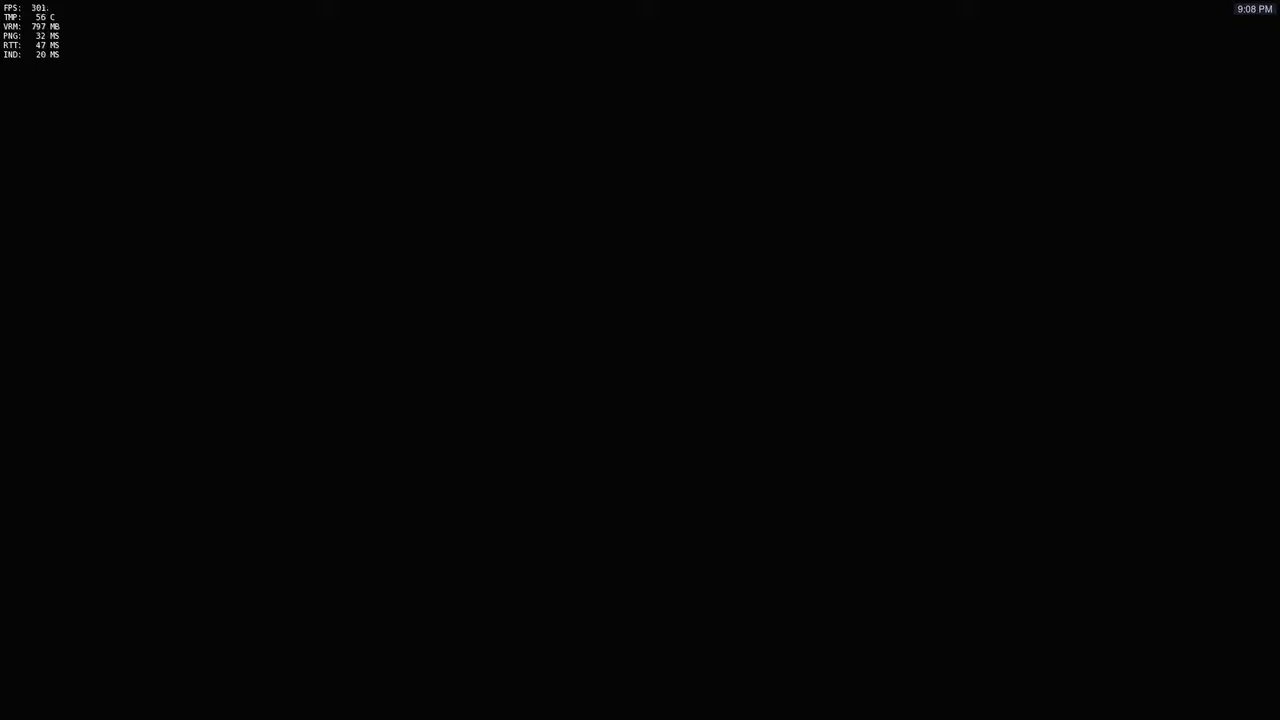 FPS: 301.
TMP: 56 C
VRM: 797 MB
PNG: 32 MS
RTT: 47 MS
IND: 20 MS
9:08 PM